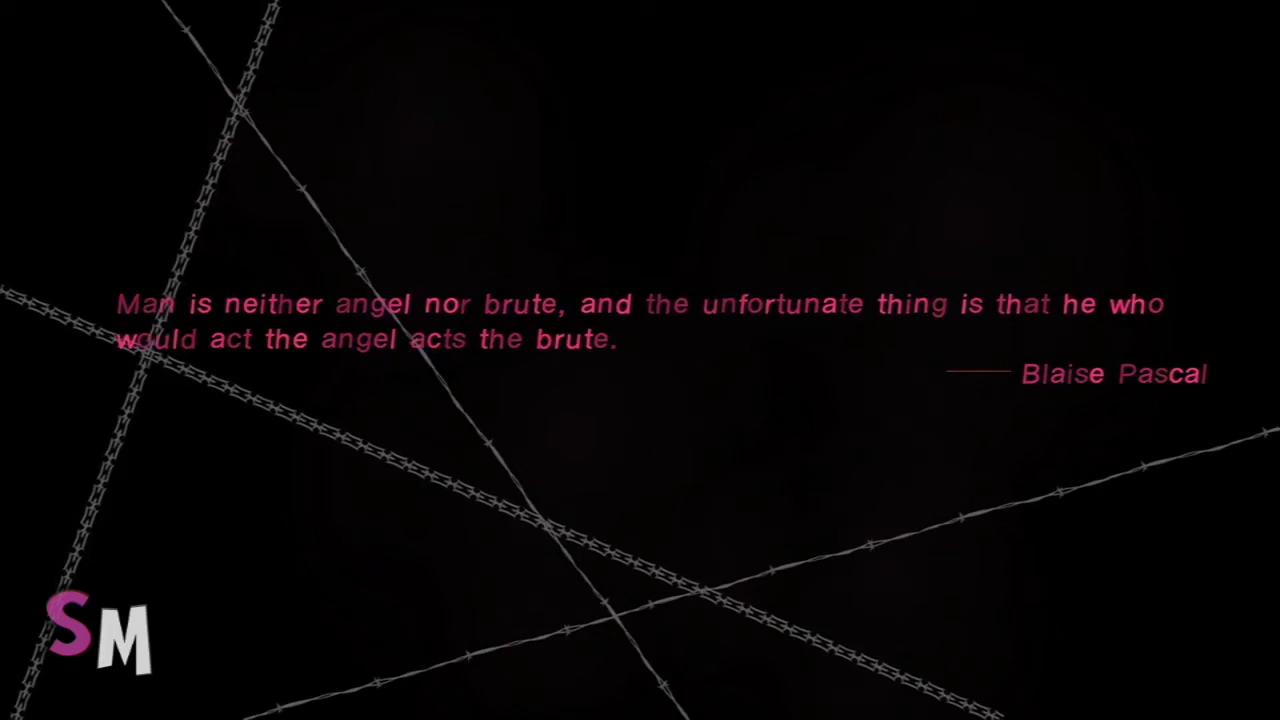 Man is neither angel nor brute, and the unfortunate thing is that he who
would act the angel acts the brute.
Blaise Pascal
SM